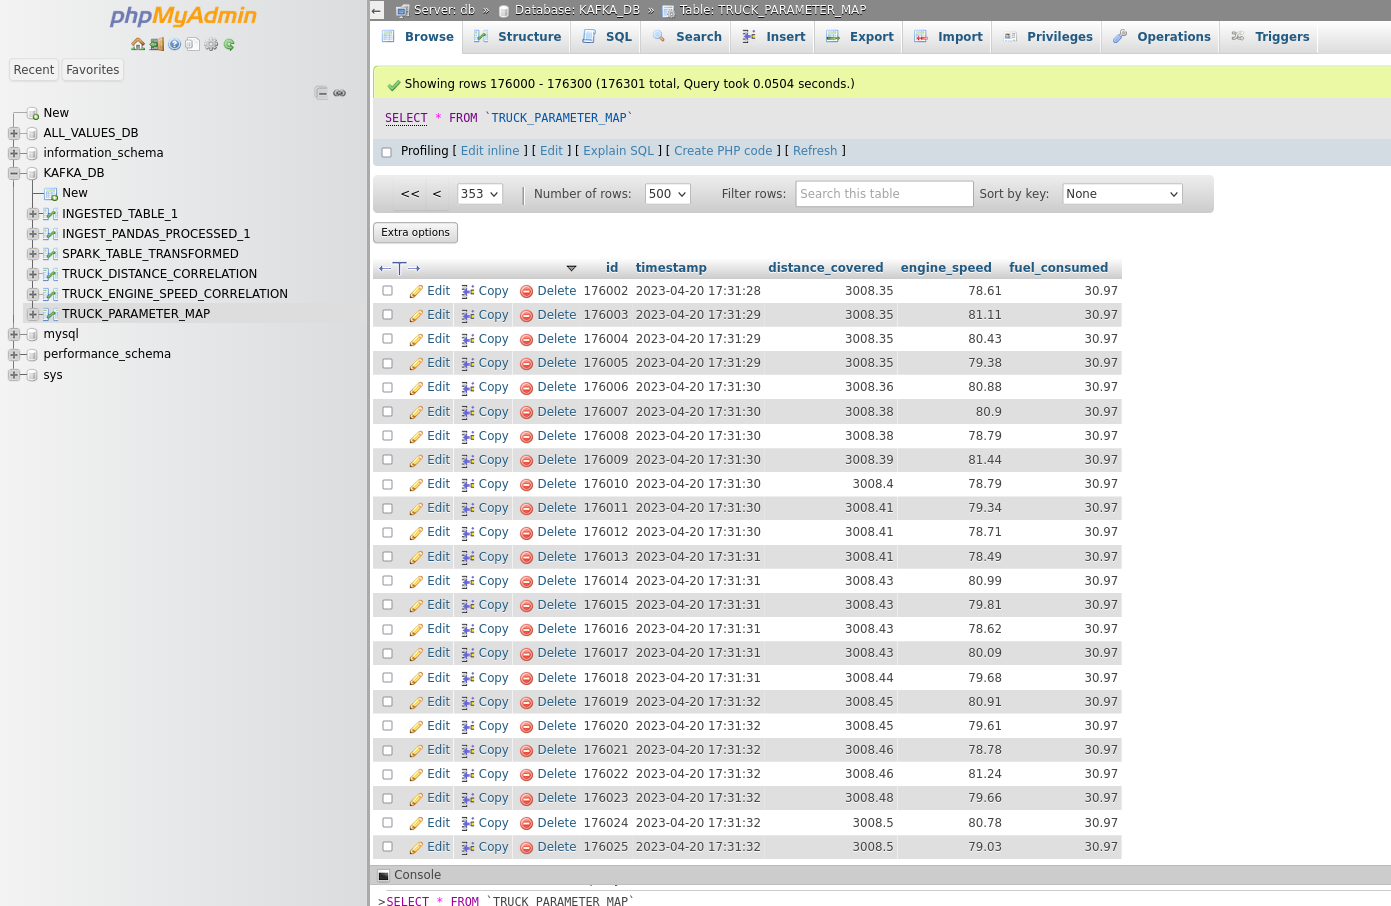 phpMyAdmin
Recent Favorites
New
ALL_VALUES_DB
information_schema
KAFKA_DB
New
INGESTED_TABLE_1
INGEST_PANDAS_PROCESSED_1
SPARK_TABLE_TRANSFORMED
TRUCK_DISTANCE_CORRELATION
TRUCK_ENGINE_SPEED_CORRELATION
TRUCK_PARAMETER_MAP
mysql
performance_schema
sys
Server: db » Database: KAFKA_DB » Table: TRUCK_PARAMETER_MAP
Browse Structure SQL Search Insert Export Import Privileges Operations Triggers
Showing rows 176000 - 176300 (176301 total, Query took 0.0504 seconds.)
SELECT * FROM `TRUCK_PARAMETER_MAP`
Profiling [ Edit inline ] [ Edit ] [ Explain SQL ] [ Create PHP code ] [ Refresh ]
<< < 353 | Number of rows: 500 Filter rows: Search this table Sort by key: None
Extra options
←T→ id timestamp distance_covered engine_speed fuel_consumed
Edit Copy Delete 176002 2023-04-20 17:31:28 3008.35 78.61 30.97
Edit Copy Delete 176003 2023-04-20 17:31:29 3008.35 81.11 30.97
Edit Copy Delete 176004 2023-04-20 17:31:29 3008.35 80.43 30.97
Edit Copy Delete 176005 2023-04-20 17:31:29 3008.35 79.38 30.97
Edit Copy Delete 176006 2023-04-20 17:31:30 3008.36 80.88 30.97
Edit Copy Delete 176007 2023-04-20 17:31:30 3008.38 80.9 30.97
Edit Copy Delete 176008 2023-04-20 17:31:30 3008.38 78.79 30.97
Edit Copy Delete 176009 2023-04-20 17:31:30 3008.39 81.44 30.97
Edit Copy Delete 176010 2023-04-20 17:31:30 3008.4 78.79 30.97
Edit Copy Delete 176011 2023-04-20 17:31:30 3008.41 79.34 30.97
Edit Copy Delete 176012 2023-04-20 17:31:30 3008.41 78.71 30.97
Edit Copy Delete 176013 2023-04-20 17:31:31 3008.41 78.49 30.97
Edit Copy Delete 176014 2023-04-20 17:31:31 3008.43 80.99 30.97
Edit Copy Delete 176015 2023-04-20 17:31:31 3008.43 79.81 30.97
Edit Copy Delete 176016 2023-04-20 17:31:31 3008.43 78.62 30.97
Edit Copy Delete 176017 2023-04-20 17:31:31 3008.43 80.09 30.97
Edit Copy Delete 176018 2023-04-20 17:31:31 3008.44 79.68 30.97
Edit Copy Delete 176019 2023-04-20 17:31:32 3008.45 80.91 30.97
Edit Copy Delete 176020 2023-04-20 17:31:32 3008.45 79.61 30.97
Edit Copy Delete 176021 2023-04-20 17:31:32 3008.46 78.78 30.97
Edit Copy Delete 176022 2023-04-20 17:31:32 3008.46 81.24 30.97
Edit Copy Delete 176023 2023-04-20 17:31:32 3008.48 79.66 30.97
Edit Copy Delete 176024 2023-04-20 17:31:32 3008.5 80.78 30.97
Edit Copy Delete 176025 2023-04-20 17:31:32 3008.5 79.03 30.97
Console
>SELECT * FROM `TRUCK_PARAMETER_MAP`